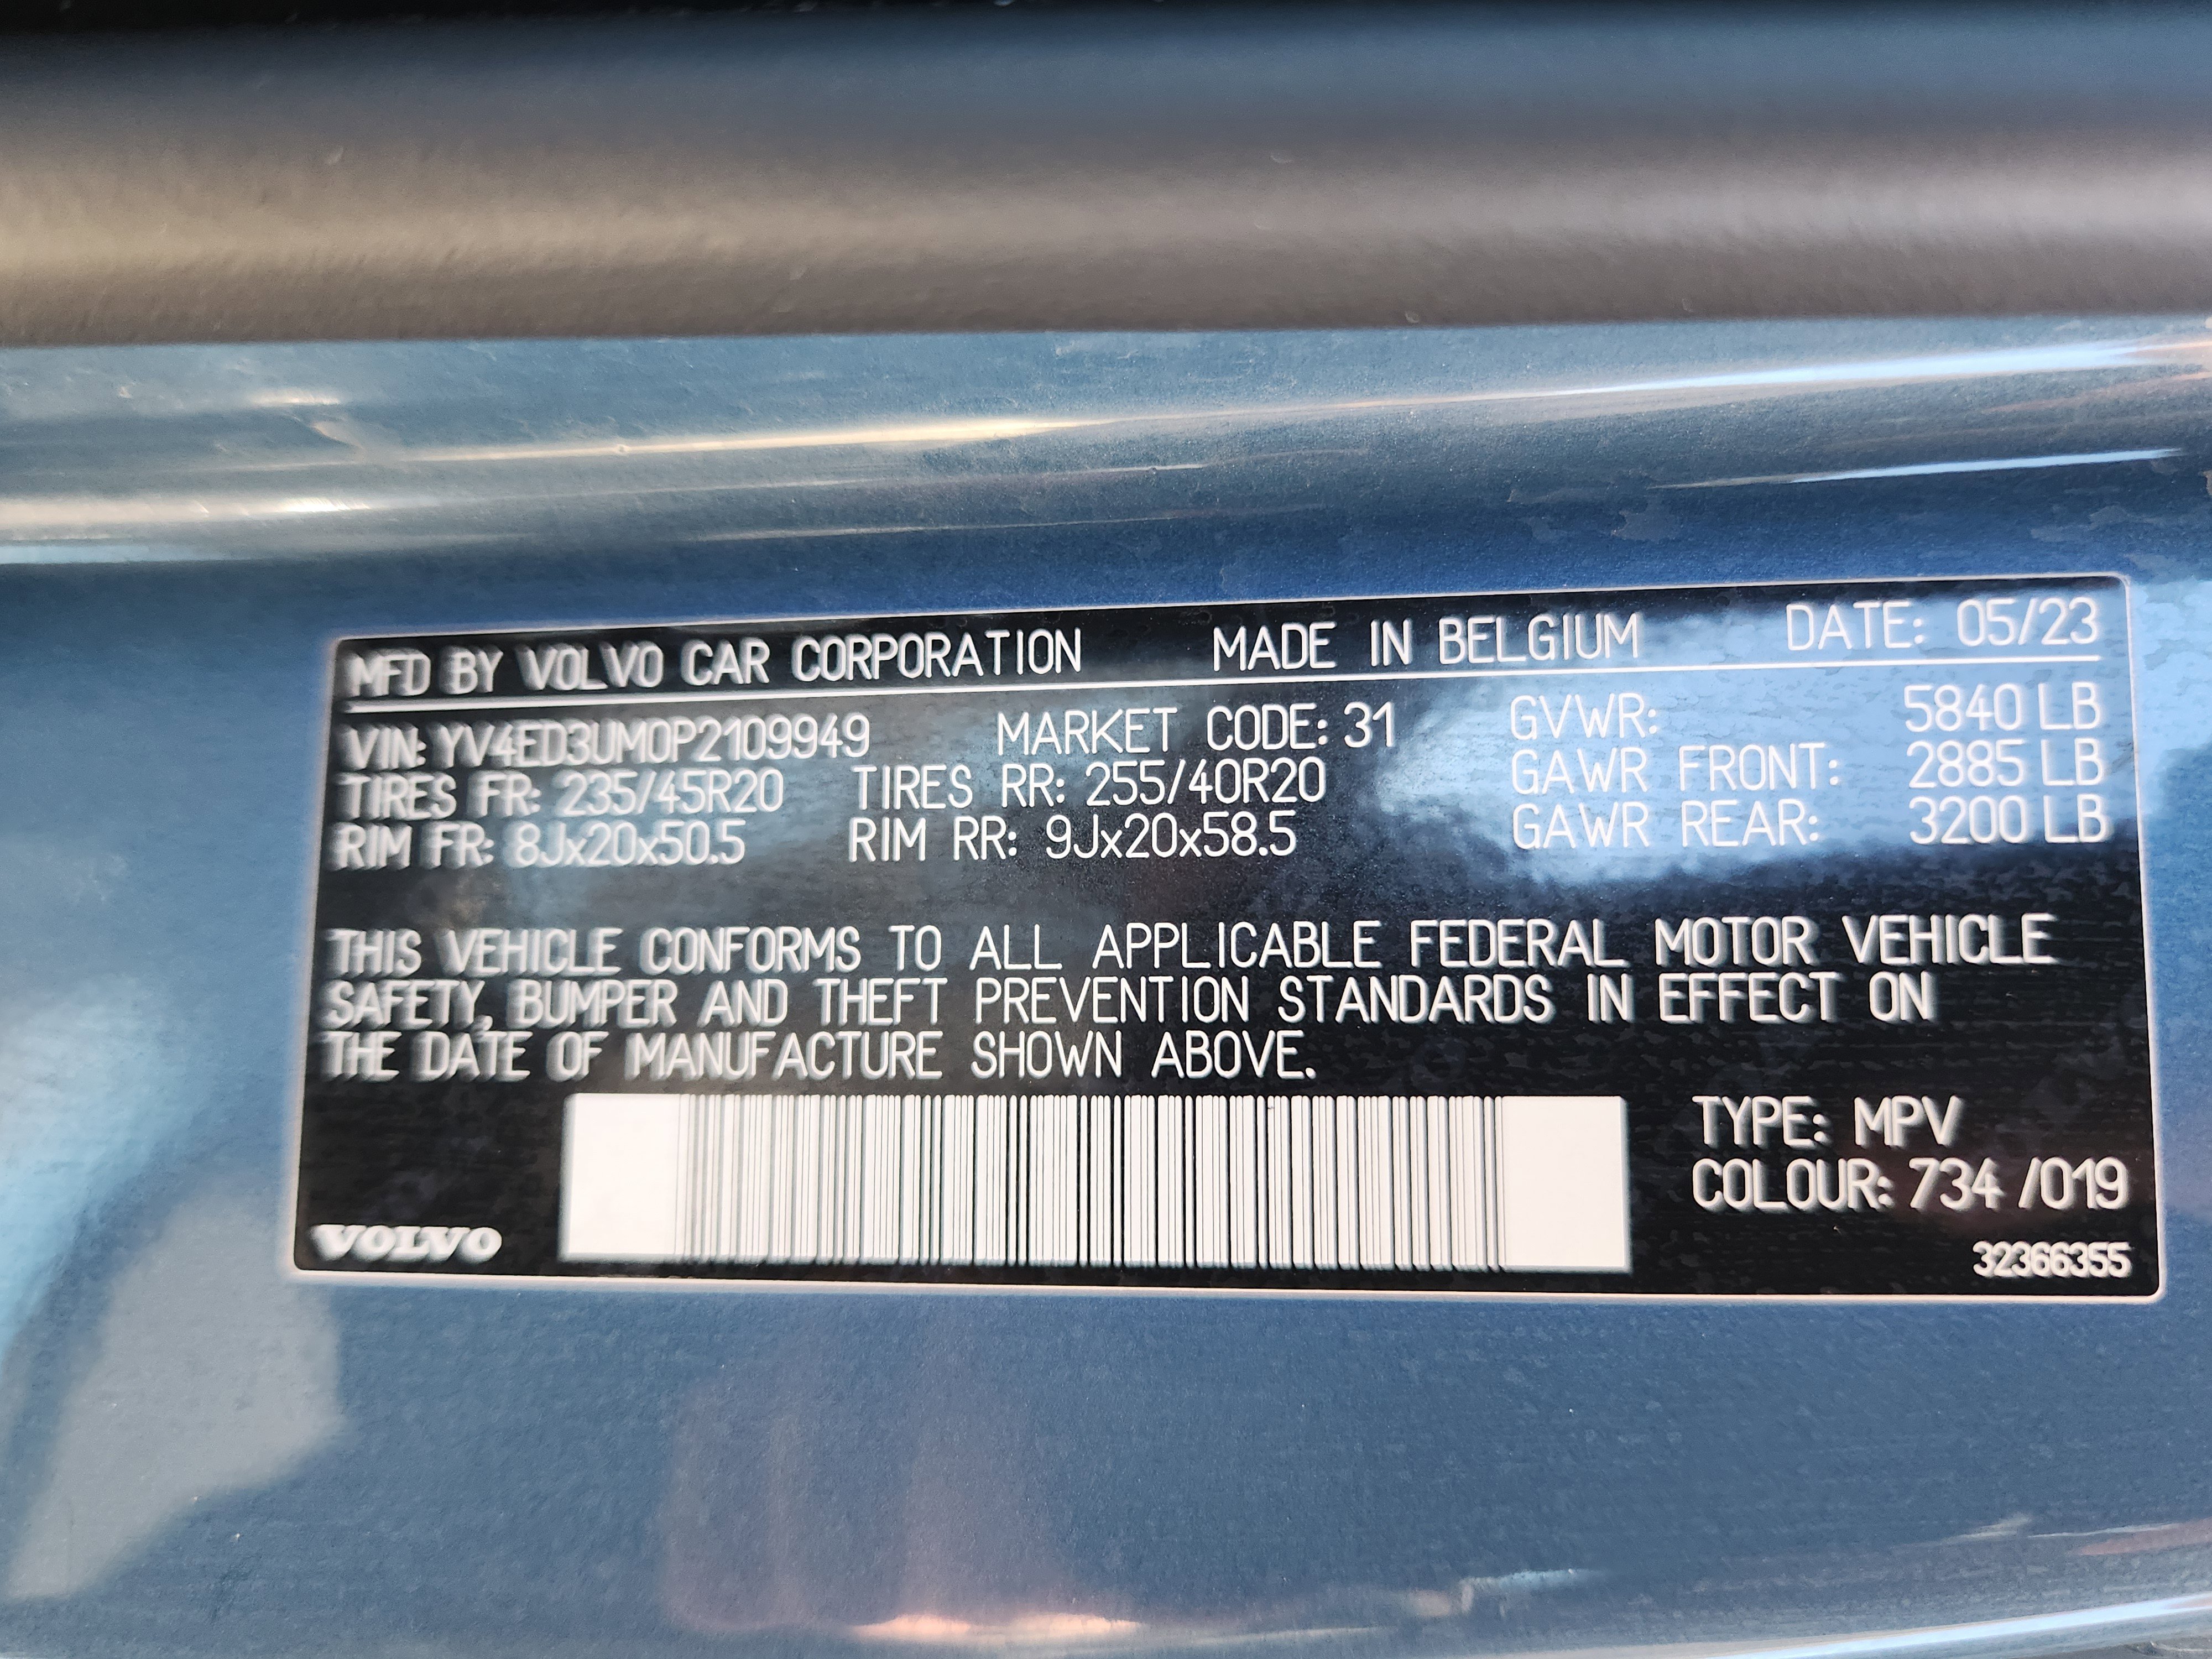 MFD BY VOLVO CAR CORPORATION MADE IN BELGIUM DATE: 05/23
VIN: YV4ED3UM0P2109949 MARKET CODE: 31 GVWR: 5840 LB
TIRES FR: 235/45R20 TIRES RR: 255/40R20 GAWR FRONT: 2885 LB
RIM FR: 8Jx20x50.5 RIM RR: 9Jx20x58.5 GAWR REAR: 3200 LB
THIS VEHICLE CONFORMS TO ALL APPLICABLE FEDERAL MOTOR VEHICLE
SAFETY, BUMPER AND THEFT PREVENTION STANDARDS IN EFFECT ON
THE DATE OF MANUFACTURE SHOWN ABOVE.
TYPE: MPV
COLOUR: 734 /019
VOLVO
32366355